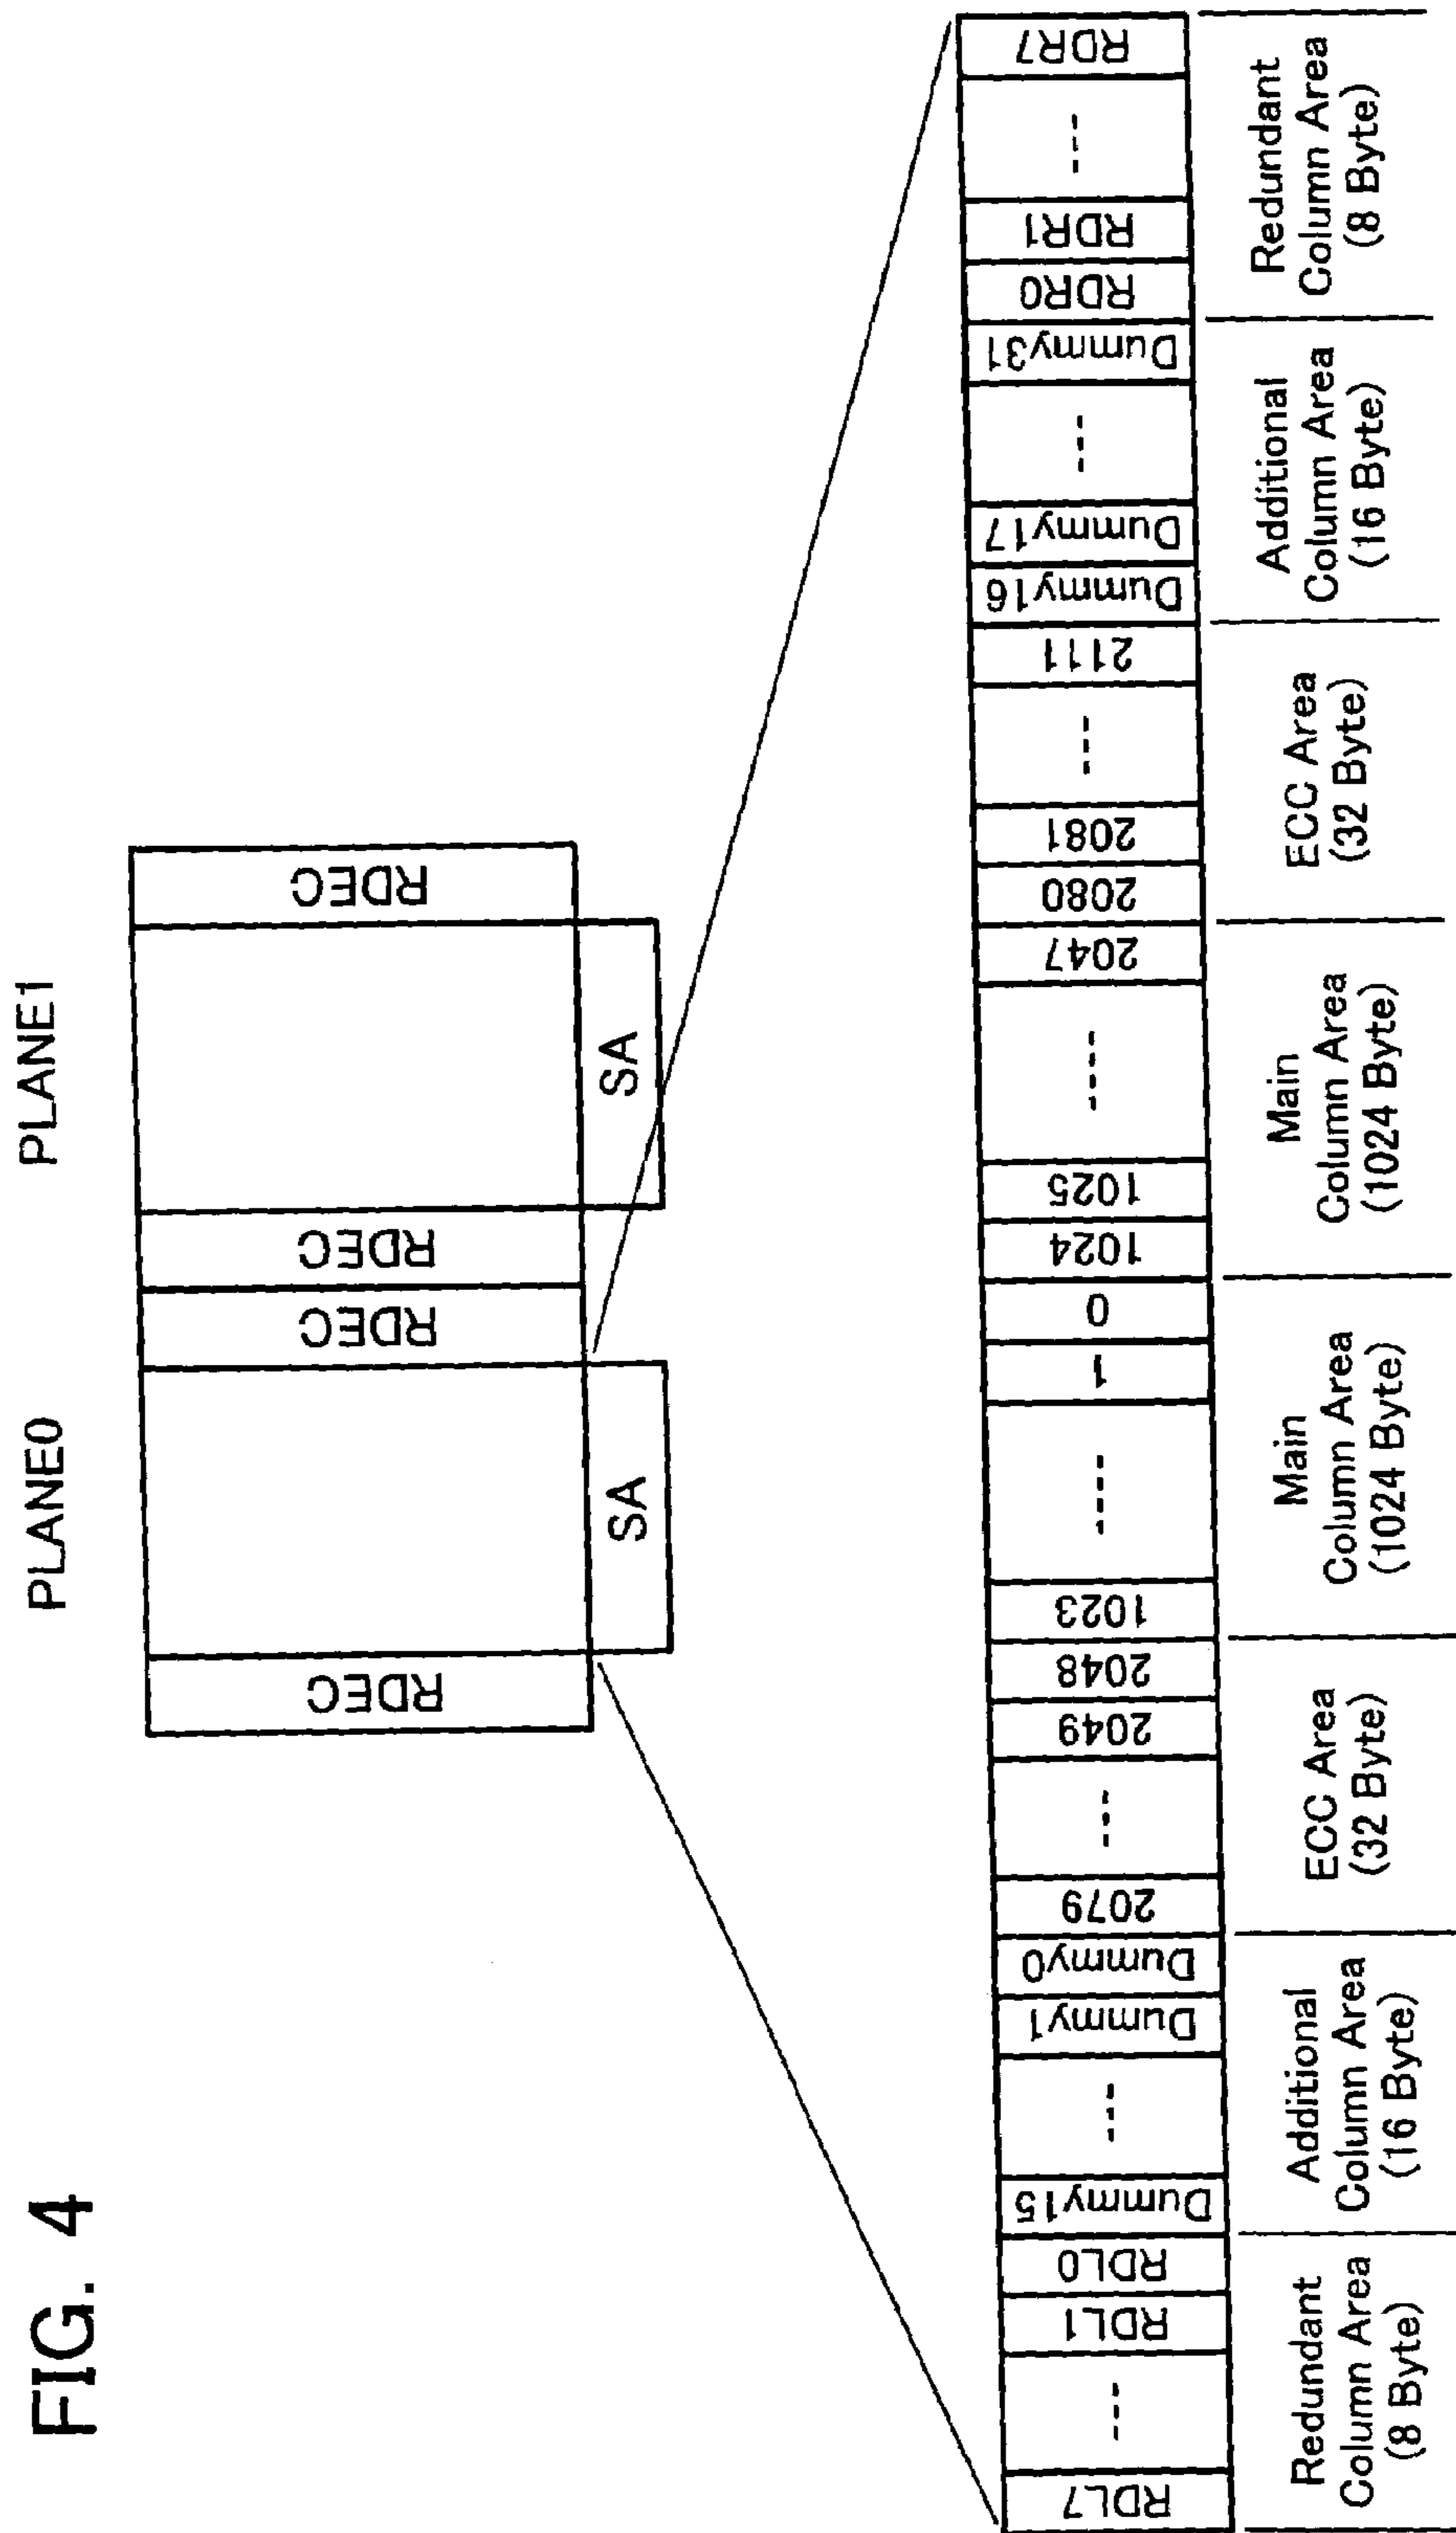 FIG. 4
PLANE0
PLANE1
RDEC
RDEC
RDEC
RDEC
SA
SA
RDL7
---
RDL1
RDL0
Dummy15
---
Dummy1
Dummy0
2079
---
2049
2048
1023
----
1
0
1024
1025
----
2047
2080
2081
---
2111
Dummy16
Dummy17
---
Dummy31
RDR0
RDR1
---
RDR7
Redundant
Column Area
(8 Byte)
Additional
Column Area
(16 Byte)
ECC Area
(32 Byte)
Main
Column Area
(1024 Byte)
Main
Column Area
(1024 Byte)
ECC Area
(32 Byte)
Additional
Column Area
(16 Byte)
Redundant
Column Area
(8 Byte)